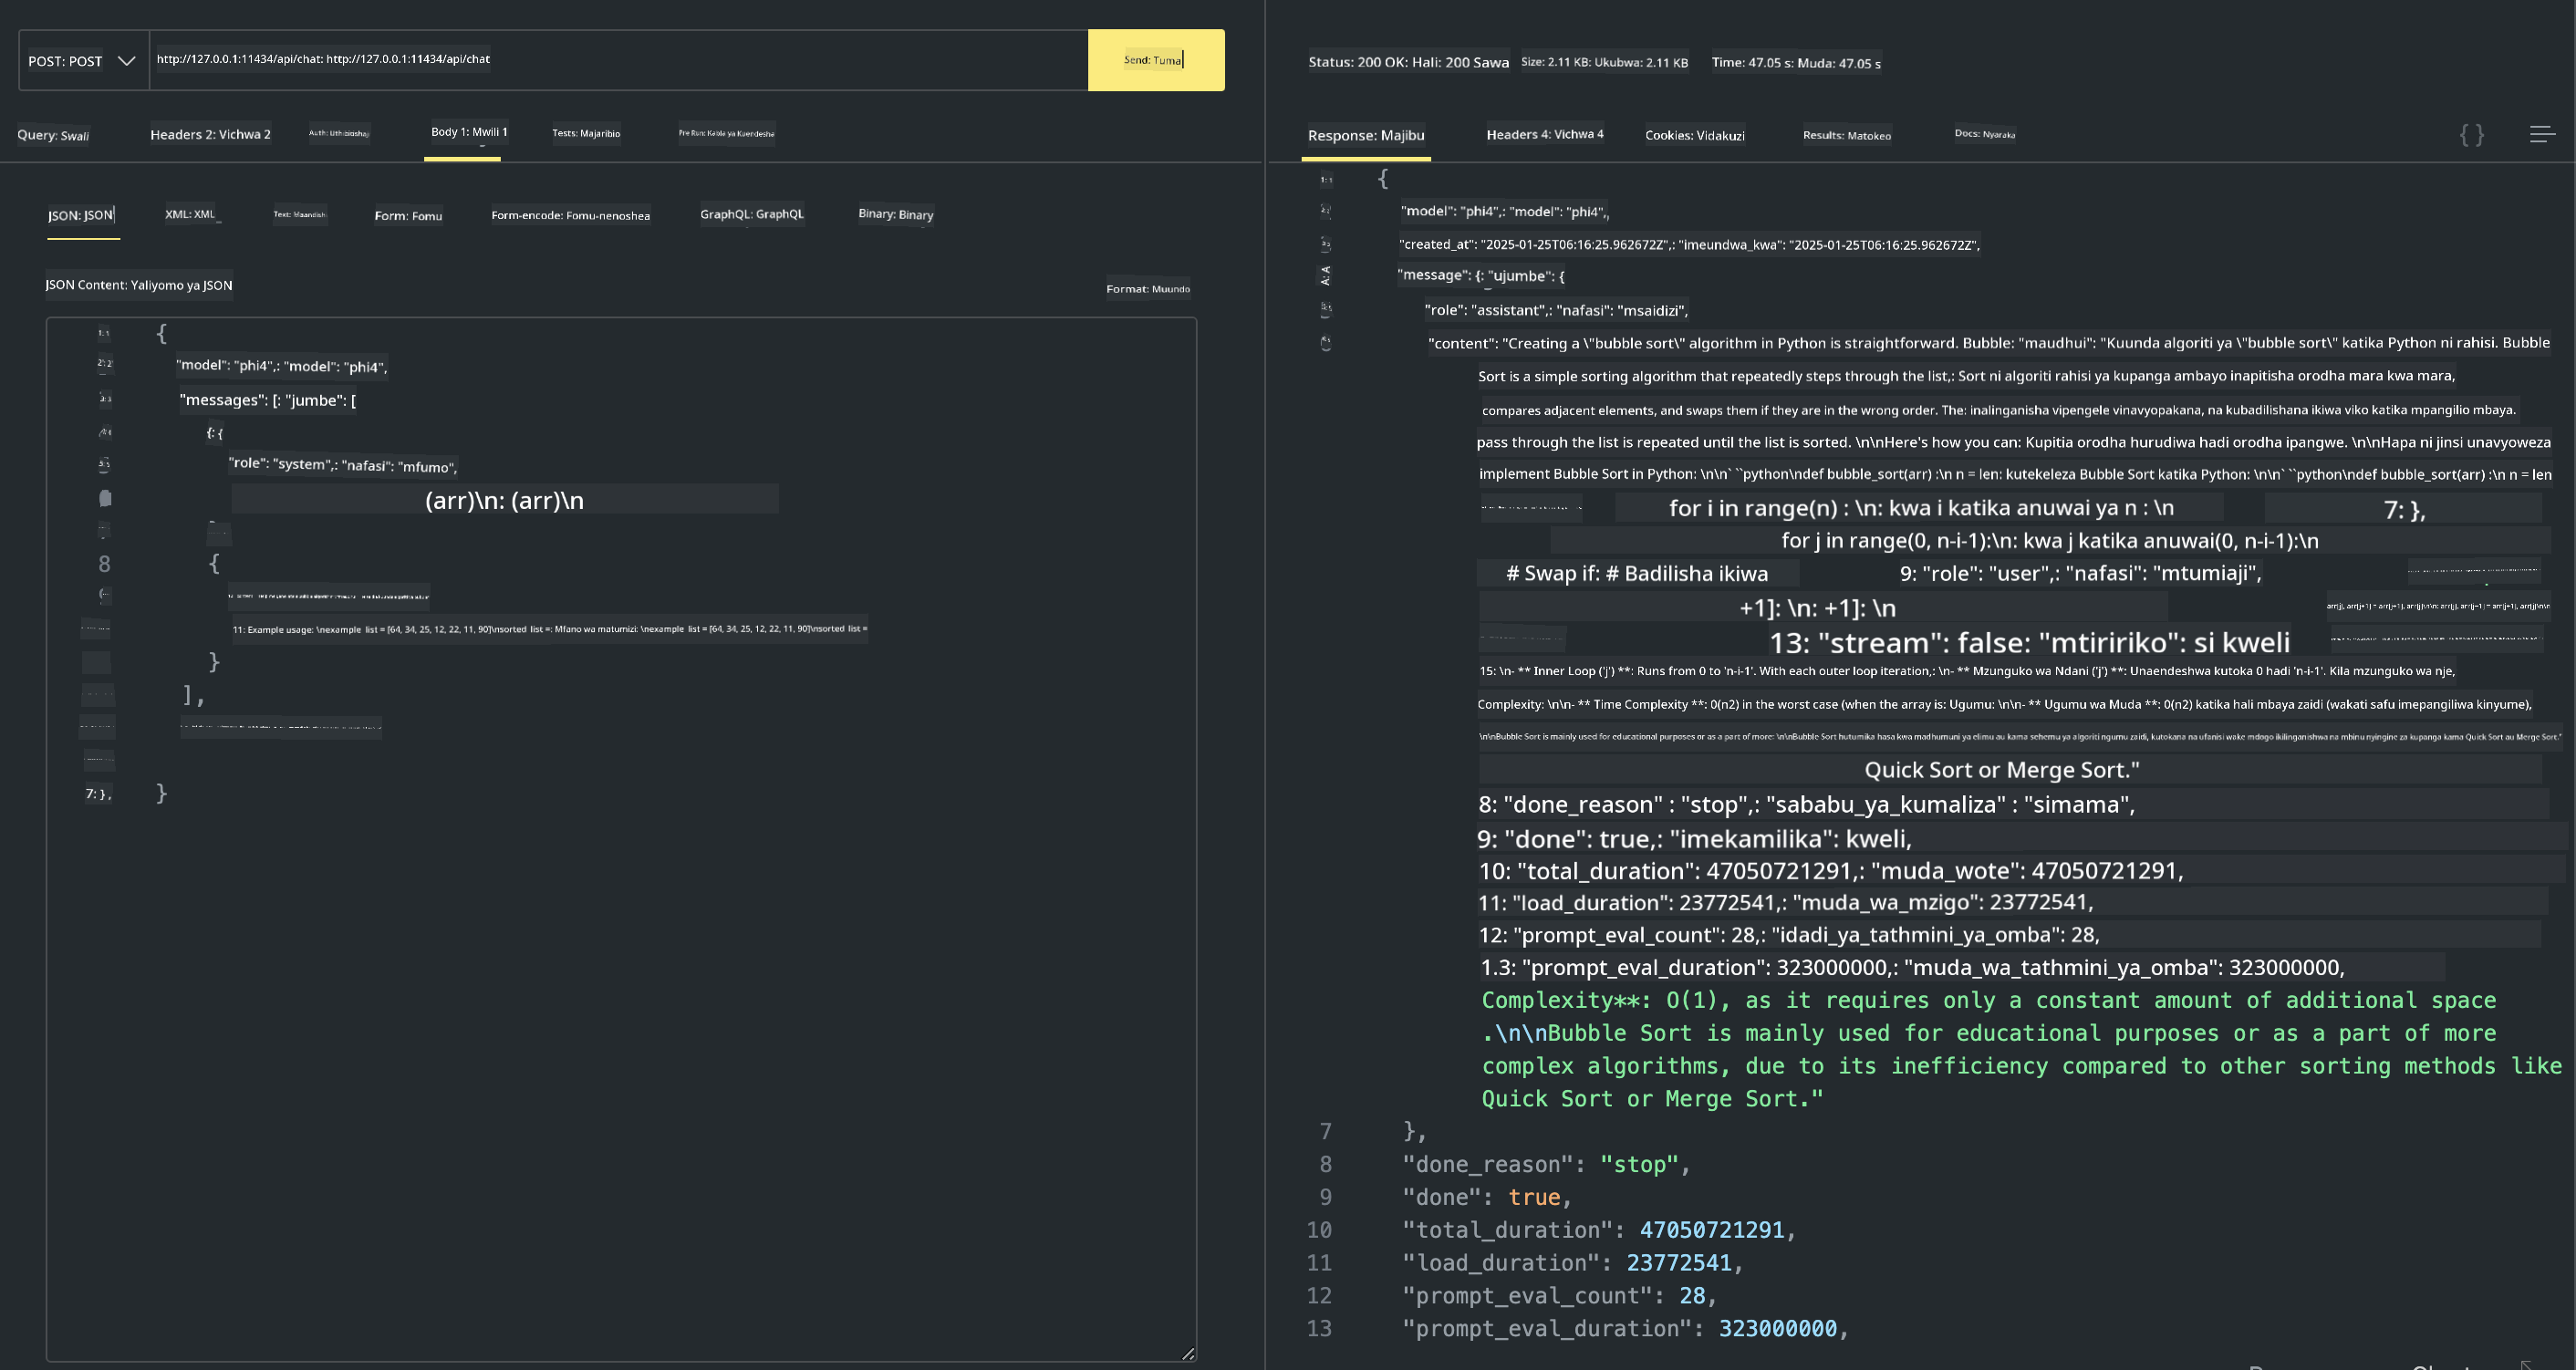 POST: POST
http://127.0.0.1:11434/api/chat: http://127.0.0.1:11434/api/chat
Send: Tuma
Query: Swali
Headers 2: Vichwa 2
Body 1: Mwili 1
Tests: Majaribio
Pre Run: Kabla ya Kuendesha
JSON: JSON
XML: XML
Text: Maandishi
Form: Fomu
Form-encode: Fomu-nenoshea
GraphQL: GraphQL
Binary: Binary
JSON Content: Yaliyomo ya JSON
Format: Muundo
{
"model": "phi4",: "model": "phi4",
"messages": [: "jumbe": [
{: {
"role": "system",: "nafasi": "mfumo",
(arr)\n: (arr)\n
8 {
11: Example usage: \nexample_list = [64, 34, 25, 12, 22, 11, 90]\nsorted_list =: Mfano wa matumizi: \nexample_list = [64, 34, 25, 12, 22, 11, 90]\nsorted_list =
}
],
7: }, }
Status: 200 OK: Hali: 200 Sawa
Size: 2.11 KB: Ukubwa: 2.11 KB
Time: 47.05 s: Muda: 47.05 s
Response: Majibu
Headers 4: Vichwa 4
Cookies: Vidakuzi
Results: Matokeo
Docs: Nyaraka
{ }
1: 1 {
"model": "phi4",: "model": "phi4",
"created_at": "2025-01-25T06:16:25.962672Z",: "imeundwa_kwa": "2025-01-25T06:16:25.962672Z",
"message": {: "ujumbe": {
"role": "assistant",: "nafasi": "msaidizi",
"content": "Creating a \"bubble sort\" algorithm in Python is straightforward. Bubble: "maudhui": "Kuunda algoriti ya \"bubble sort\" katika Python ni rahisi. Bubble
Sort is a simple sorting algorithm that repeatedly steps through the list,: Sort ni algoriti rahisi ya kupanga ambayo inapitisha orodha mara kwa mara,
compares adjacent elements, and swaps them if they are in the wrong order. The: inalinganisha vipengele vinavyopakana, na kubadilishana ikiwa viko katika mpangilio mbaya.
pass through the list is repeated until the list is sorted. \n\nHere's how you can: Kupitia orodha hurudiwa hadi orodha ipangwe. \n\nHapa ni jinsi unavyoweza
implement Bubble Sort in Python: \n\n` ``python\ndef bubble_sort(arr) :\n n = len: kutekeleza Bubble Sort katika Python: \n\n` ``python\ndef bubble_sort(arr) :\n n = len
for i in range(n) : \n: kwa i katika anuwai ya n : \n 7: },
for j in range(0, n-i-1):\n: kwa j katika anuwai(0, n-i-1):\n
# Swap if: # Badilisha ikiwa 9: "role": "user",: "nafasi": "mtumiaji",
+1]: \n: +1]: \n arr[j], arr[j+1] = arr[j+1], arr[j]\n\n: arr[j], arr[j+1] = arr[j+1], arr[j]\n\n
13: "stream": false: "mtiririko": si kweli
15: \n- ** Inner Loop ('j') **: Runs from 0 to 'n-i-1'. With each outer loop iteration,: \n- ** Mzunguko wa Ndani ('j') **: Unaendeshwa kutoka 0 hadi 'n-i-1'. Kila mzunguko wa nje,
Complexity: \n\n- ** Time Complexity **: 0(n2) in the worst case (when the array is: Ugumu: \n\n- ** Ugumu wa Muda **: 0(n2) katika hali mbaya zaidi (wakati safu imepangiliwa kinyume),
\n\nBubble Sort is mainly used for educational purposes or as a part of more: \n\nBubble Sort hutumika hasa kwa madhumuni ya elimu au kama sehemu ya algoriti ngumu zaidi, kutokana na ufanisi wake mdogo ikilinganishwa na mbinu nyingine za kupanga kama Quick Sort au Merge Sort."
Quick Sort or Merge Sort."
8: "done_reason" : "stop",: "sababu_ya_kumaliza" : "simama",
9: "done": true,: "imekamilika": kweli,
10: "total_duration": 47050721291,: "muda_wote": 47050721291,
11: "load_duration": 23772541,: "muda_wa_mzigo": 23772541,
12: "prompt_eval_count": 28,: "idadi_ya_tathmini_ya_omba": 28,
1.3: "prompt_eval_duration": 323000000,: "muda_wa_tathmini_ya_omba": 323000000,
Complexity**: O(1), as it requires only a constant amount of additional space
.\n\nBubble Sort is mainly used for educational purposes or as a part of more
complex algorithms, due to its inefficiency compared to other sorting methods like
Quick Sort or Merge Sort."
7 },
8 "done_reason": "stop",
9 "done": true,
10 "total_duration": 47050721291,
11 "load_duration": 23772541,
12 "prompt_eval_count": 28,
13 "prompt_eval_duration": 323000000,